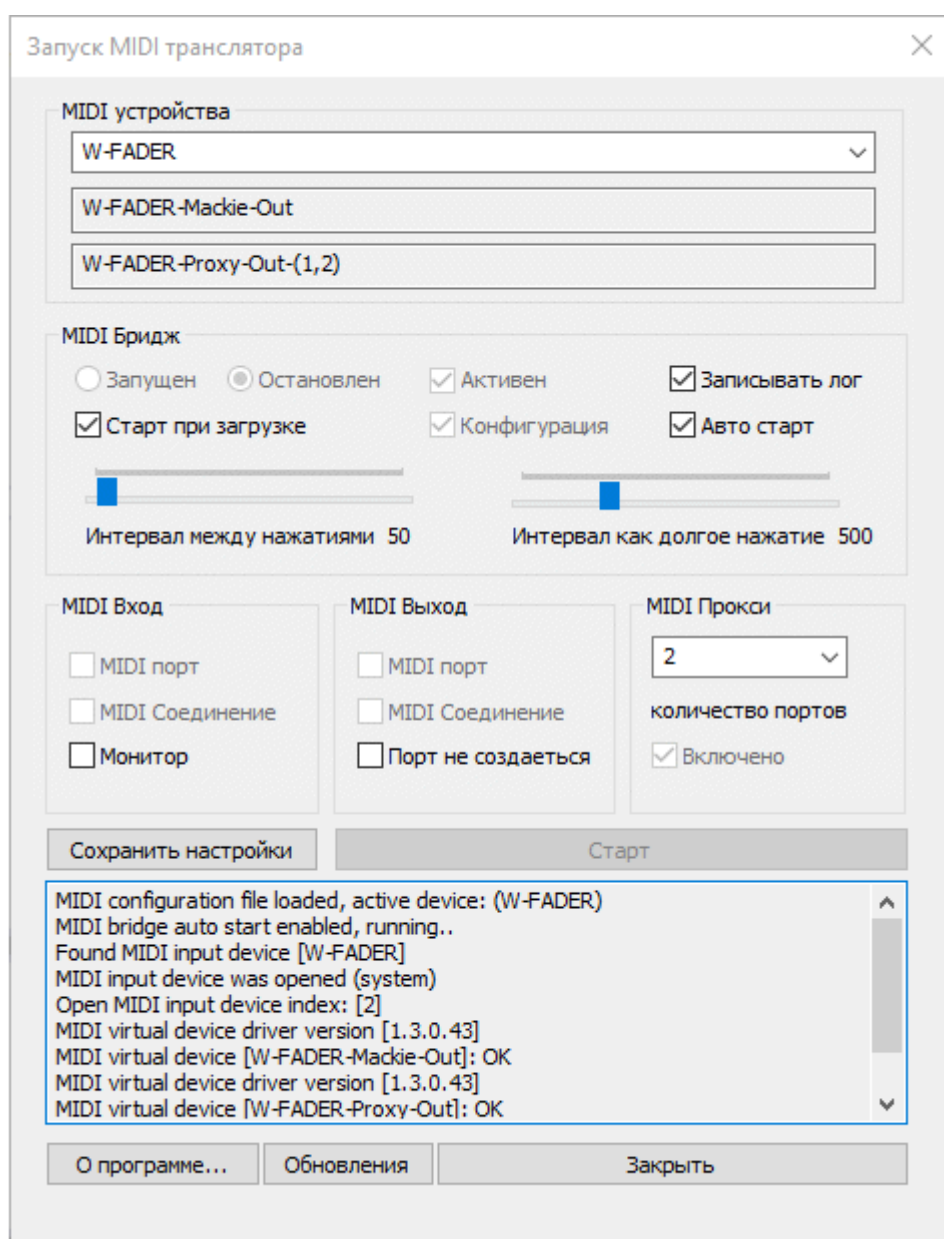 Запуск MIDI транслятора
MIDI устройства
W-FADER
W-FADER-Mackie-Out
W-FADER-Proxy-Out-(1,2)
MIDI Бридж
Запущен Остановлен Активен Записывать лог
Старт при загрузке Конфигурация Авто старт
Интервал между нажатиями 50 Интервал как долгое нажатие 500
MIDI Вход MIDI Выход MIDI Прокси
MIDI порт MIDI порт 2
MIDI Соединение MIDI Соединение количество портов
Монитор Порт не создаеться Включено
Сохранить настройки Старт
MIDI configuration file loaded, active device: (W-FADER)
MIDI bridge auto start enabled, running..
Found MIDI input device [W-FADER]
MIDI input device was opened (system)
Open MIDI input device index: [2]
MIDI virtual device driver version [1.3.0.43]
MIDI virtual device [W-FADER-Mackie-Out]: OK
MIDI virtual device driver version [1.3.0.43]
MIDI virtual device [W-FADER-Proxy-Out]: OK
О программе... Обновления Закрыть